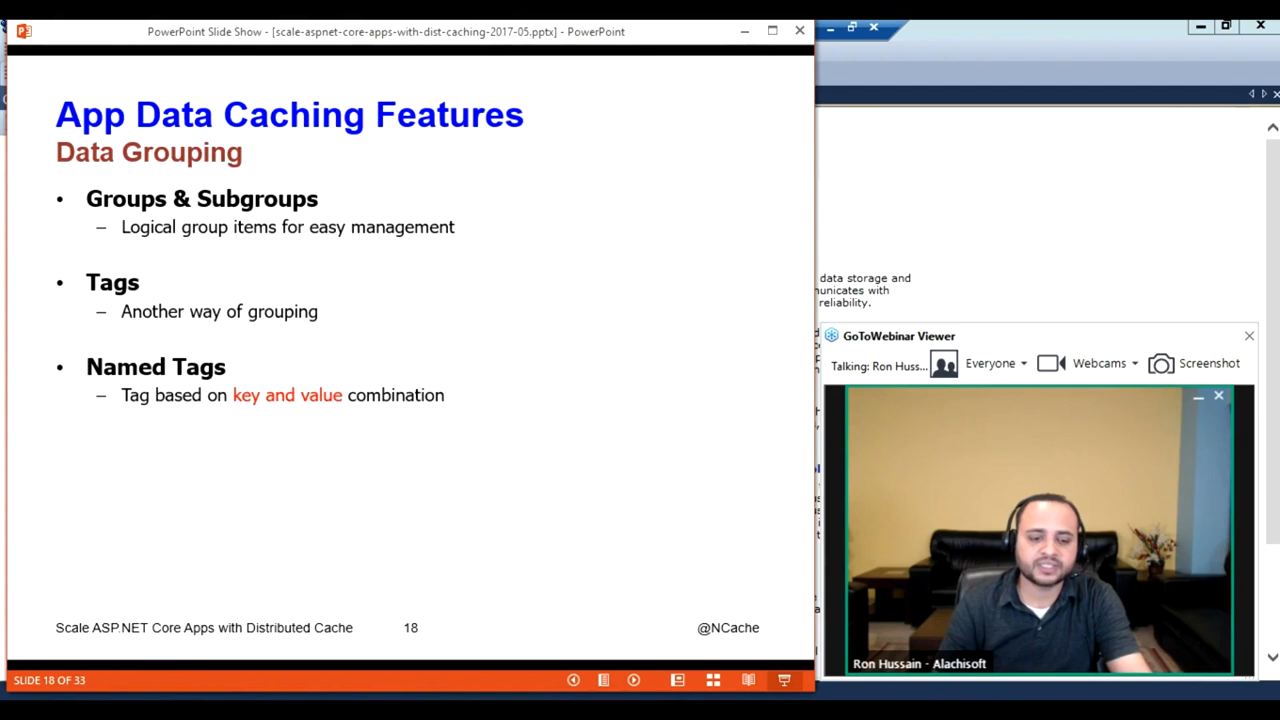 PowerPoint Slide Show - [scale-aspnet-core-apps-with-dist-caching-2017-05.pptx] - PowerPoint
App Data Caching Features
Data Grouping
• Groups & Subgroups
– Logical group items for easy management
• Tags
– Another way of grouping
• Named Tags
– Tag based on key and value combination
Scale ASP.NET Core Apps with Distributed Cache 18 @NCache
SLIDE 18 OF 33
data storage and
municates with
reliability.
GoToWebinar Viewer
Talking: Ron Huss... Everyone Webcams Screenshot
Ron Hussain - Alachisoft